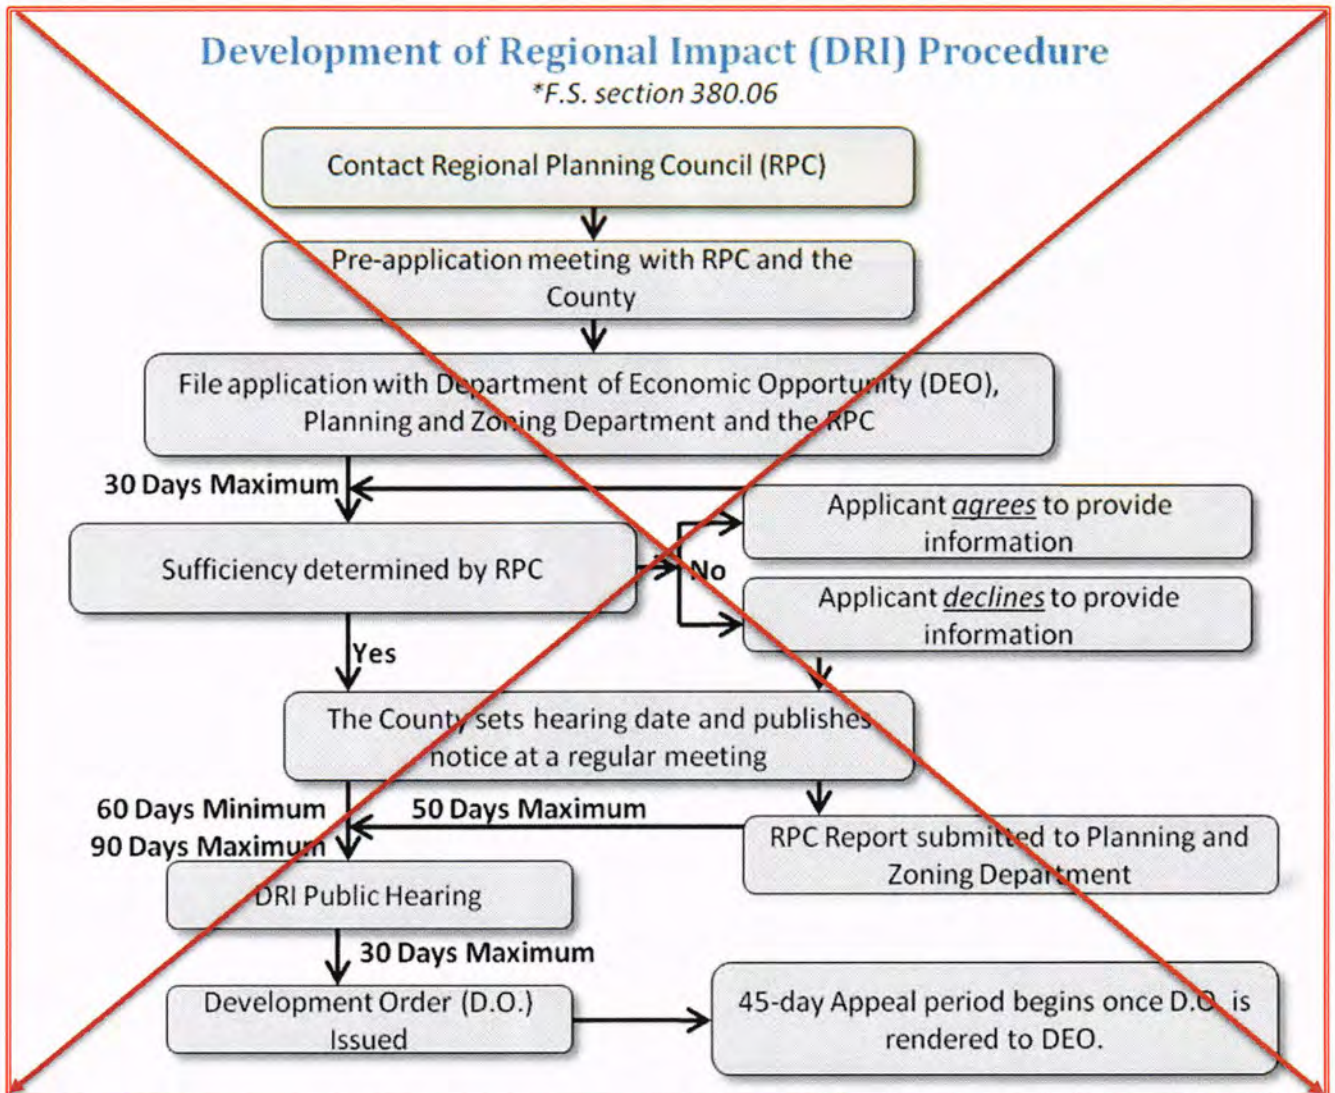 Development of Regional Impact (DRI) Procedure
*F.S. section 380.06
Contact Regional Planning Council (RPC)
Pre-application meeting with RPC and the
County
File application with Department of Economic Opportunity (DEO),
Planning and Zoning Department and the RPC
30 Days Maximum
Applicant agrees to provide
information
Sufficiency determined by RPC
No
Applicant declines to provide
information
Yes
The County sets hearing date and publishes
notice at a regular meeting
60 Days Minimum
50 Days Maximum
90 Days Maximum
RPC Report submitted to Planning and
Zoning Department
DRI Public Hearing
30 Days Maximum
Development Order (D.O.)
Issued
45-day Appeal period begins once D.O. is
rendered to DEO.